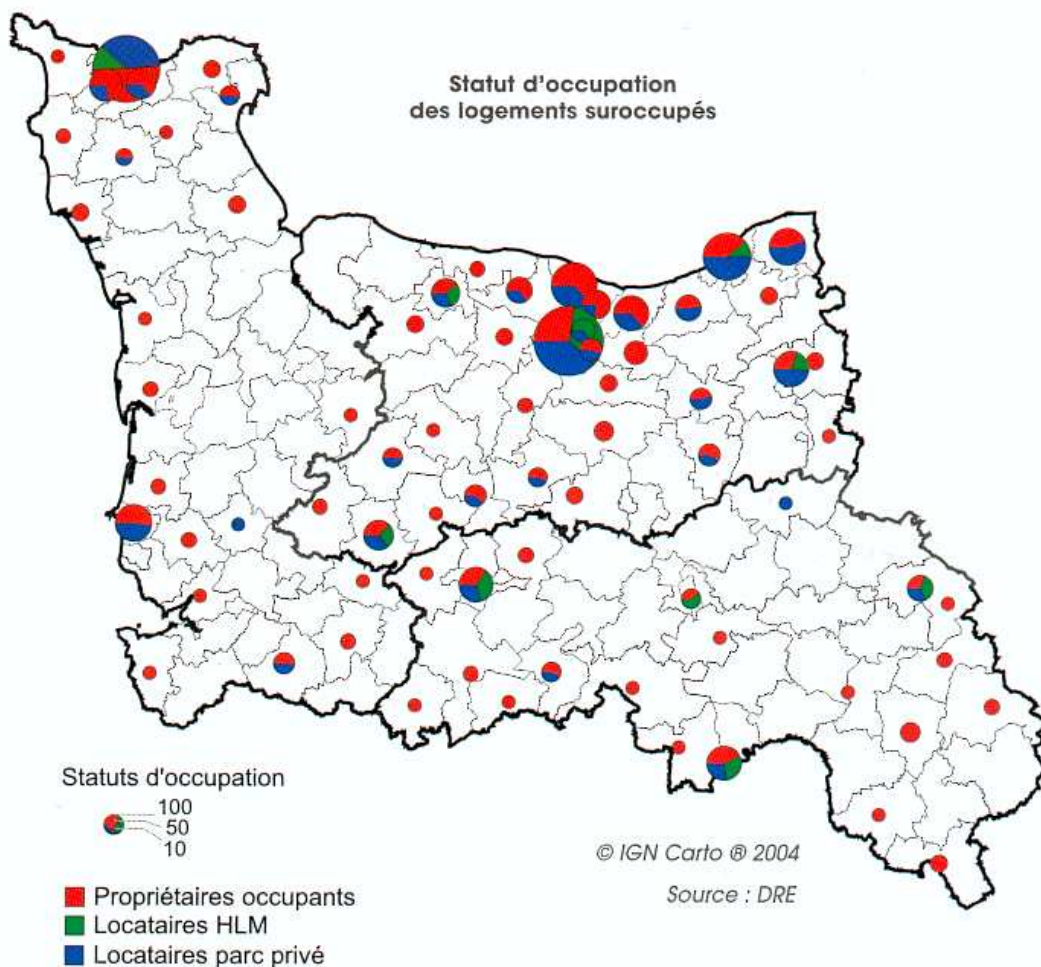 Statut d'occupation
des logements suroccupés
Statuts d'occupation
100
50
10
© IGN Carto ® 2004
Source : DRE
Propriétaires occupants
Locataires HLM
Locataires parc privé